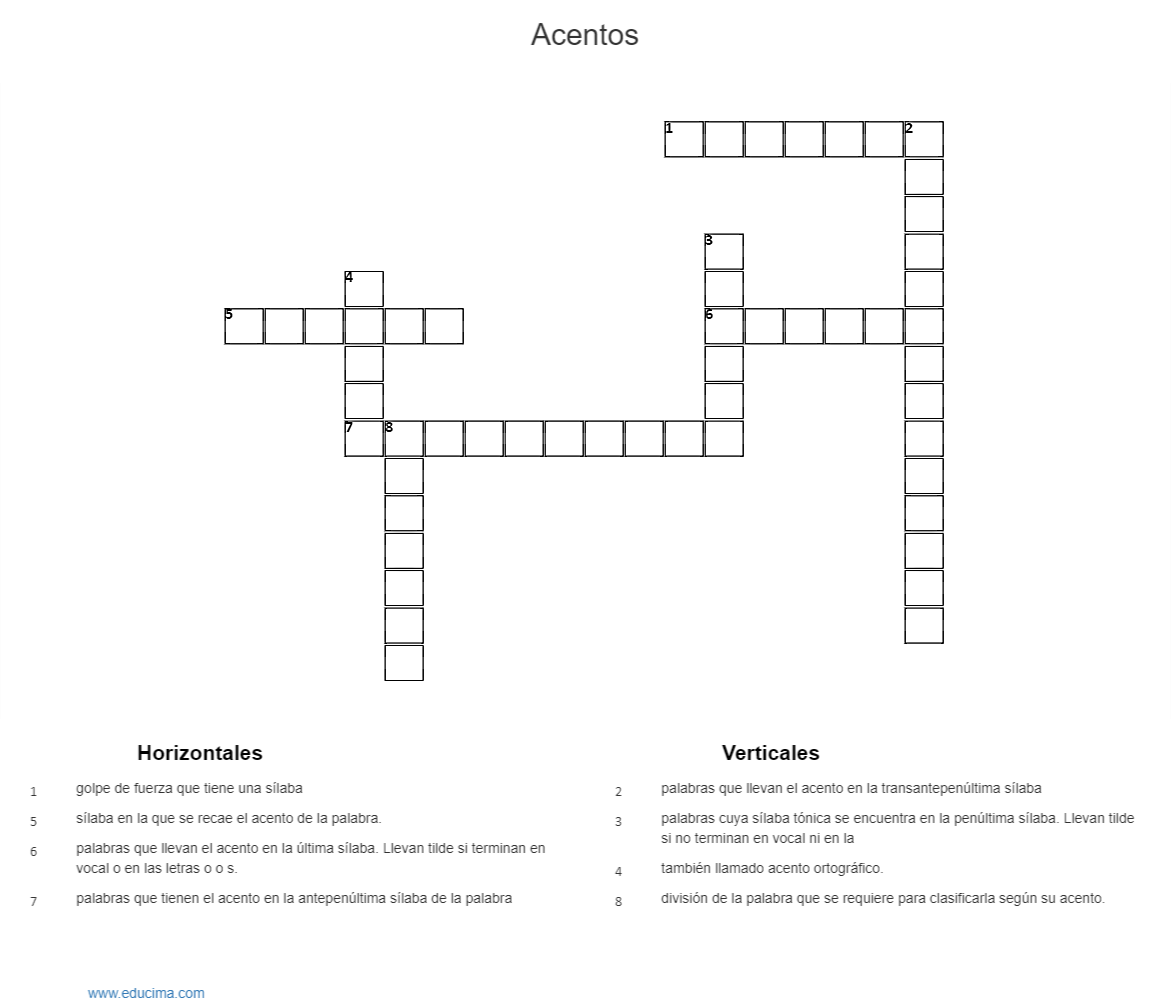 Acentos
1 2
3
4
5 6
7 8
Horizontales
1 golpe de fuerza que tiene una sílaba
5 sílaba en la que se recae el acento de la palabra.
6 palabras que llevan el acento en la última sílaba. Llevan tilde si terminan en
vocal o en las letras o o s.
7 palabras que tienen el acento en la antepenúltima sílaba de la palabra
Verticales
2 palabras que llevan el acento en la transantepenúltima sílaba
3 palabras cuya sílaba tónica se encuentra en la penúltima sílaba. Llevan tilde
si no terminan en vocal ni en la
4 también llamado acento ortográfico.
8 división de la palabra que se requiere para clasificarla según su acento.
www.educima.com